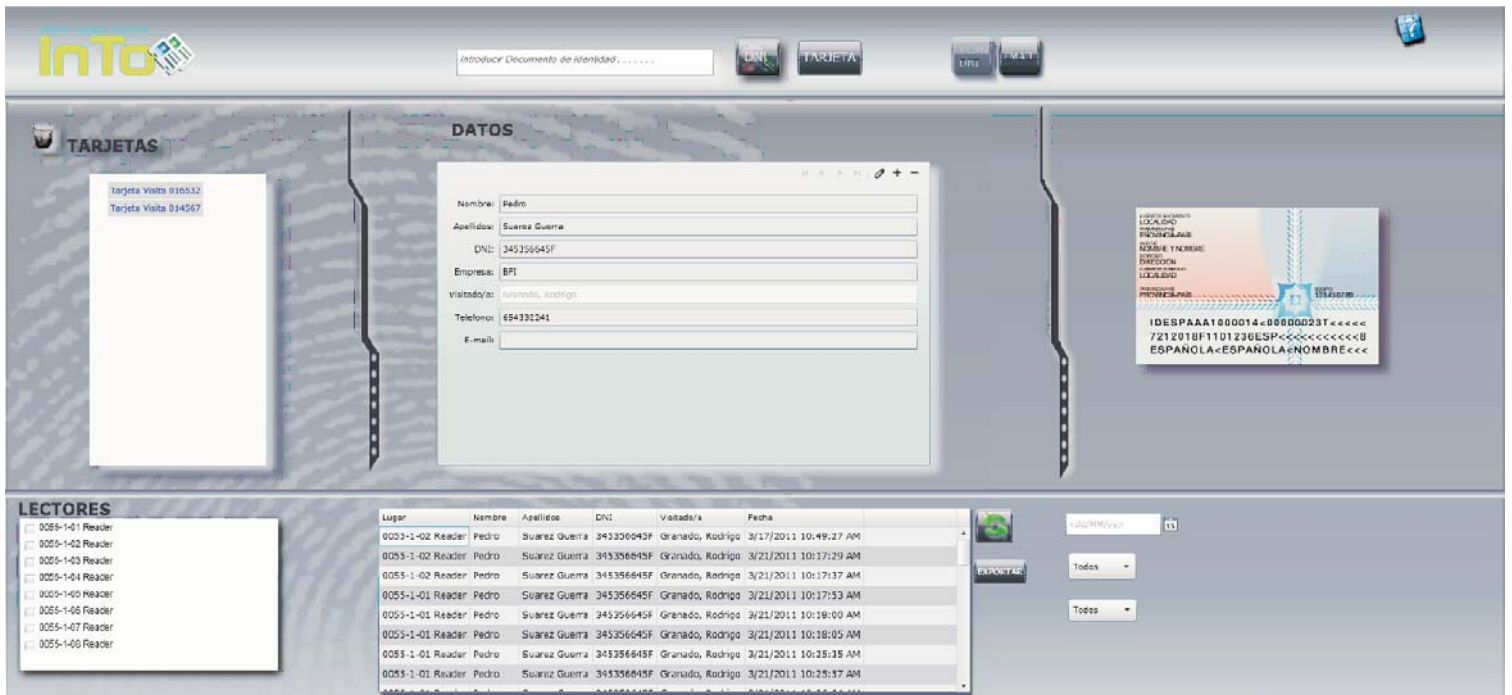 InTo
Introducir Documento de Identidad . . . . . . .
DNI
TARJETA
EMAIL
TARJETAS
Tarjeta Visita 016532
Tarjeta Visita 014567
DATOS
Nombre: Pedro
Apellidos: Suarez Guerra
DNI: 345356645F
Empresa: BFI
Visitado/a: Granado, Rodrigo
Telefono: 654332241
E-mail:
LOCALIDAD
PROVINCIA-PAÍS
NOMBRE Y NOMBRE
DIRECCION
LOCALIDAD
PROVINCIA-PAÍS
IDESPAAA1000014<00000023T<<<<<
7212018F1101236ESP<<<<<<<<<<<8
ESPAÑOLA<ESPAÑOLA<NOMBRE<<<
LECTORES
0055-1-01 Reader
0055-1-02 Reader
0055-1-03 Reader
0055-1-04 Reader
0055-1-05 Reader
0055-1-06 Reader
0055-1-07 Reader
0055-1-08 Reader
Lugar Nombre Apellidos DNI Visitado/a Fecha
0055-1-02 Reader Pedro Suarez Guerra 345356645F Granado, Rodrigo 3/17/2011 10:49:27 AM
0055-1-02 Reader Pedro Suarez Guerra 345356645F Granado, Rodrigo 3/21/2011 10:17:29 AM
0055-1-02 Reader Pedro Suarez Guerra 345356645F Granado, Rodrigo 3/21/2011 10:17:37 AM
0055-1-01 Reader Pedro Suarez Guerra 345356645F Granado, Rodrigo 3/21/2011 10:17:53 AM
0055-1-01 Reader Pedro Suarez Guerra 345356645F Granado, Rodrigo 3/21/2011 10:18:00 AM
0055-1-01 Reader Pedro Suarez Guerra 345356645F Granado, Rodrigo 3/21/2011 10:18:05 AM
0055-1-01 Reader Pedro Suarez Guerra 345356645F Granado, Rodrigo 3/21/2011 10:25:35 AM
0055-1-01 Reader Pedro Suarez Guerra 345356645F Granado, Rodrigo 3/21/2011 10:25:37 AM
EXPORTAR
15
Todos
Todos